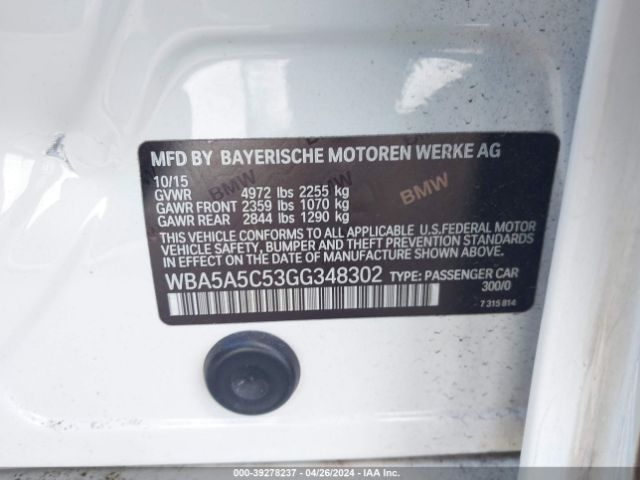 MFD BY BAYERISCHE MOTOREN WERKE AG
10/15
GVWR 4972 lbs 2255 kg
GAWR FRONT 2359 lbs 1070 kg
GAWR REAR 2844 lbs 1290 kg
BMW BMW
THIS VEHICLE CONFORMS TO ALL APPLICABLE U.S.FEDERAL MOTOR
VEHICLE SAFETY, BUMPER AND THEFT PREVENTION STANDARDS
IN EFFECT ON THE DATE OF MANUFACTURE SHOWN ABOVE.
WBA5A5C53GG348302 TYPE: PASSENGER CAR
300/0
BMW
7 315 814
000-39278237 - 04/26/2024 - IAA Inc.